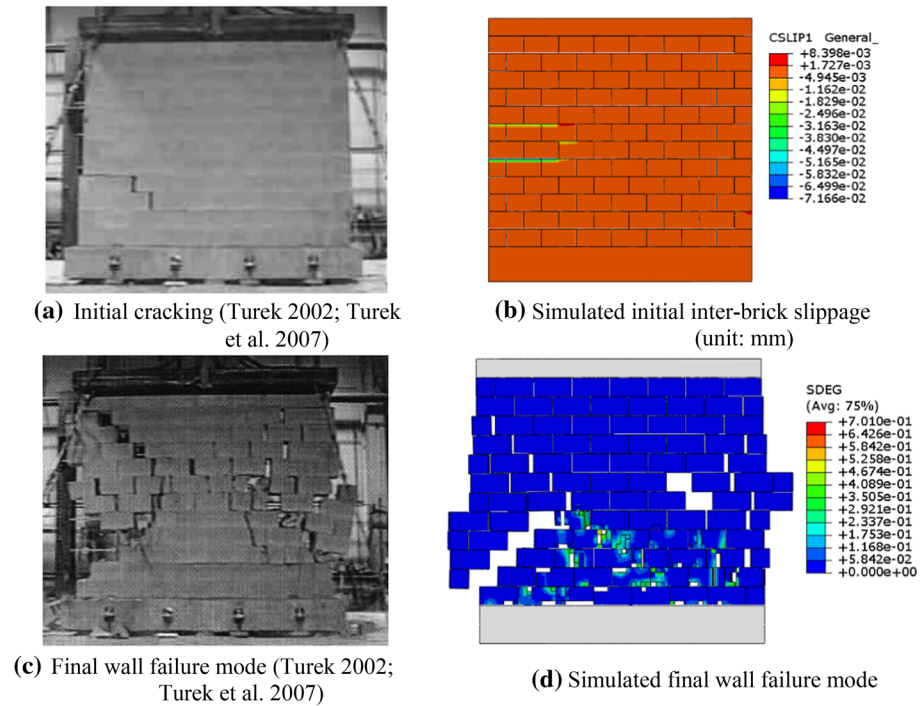 CSLIP1 General_
+8.398e-03
+1.727e-03
-4.945e-03
-1.162e-02
-1.829e-02
-2.496e-02
-3.163e-02
-3.830e-02
-4.497e-02
-5.165e-02
-5.832e-02
-6.499e-02
-7.166e-02
(a) Initial cracking (Turek 2002; Turek
et al. 2007)
(b) Simulated initial inter-brick slippage
(unit: mm)
SDEG
(Avg: 75%)
+7.010e-01
+6.426e-01
+5.842e-01
+5.258e-01
+4.674e-01
+4.089e-01
+3.505e-01
+2.921e-01
+2.337e-01
+1.753e-01
+1.168e-01
+5.842e-02
+0.000e+00
(c) Final wall failure mode (Turek 2002;
Turek et al. 2007)
(d) Simulated final wall failure mode